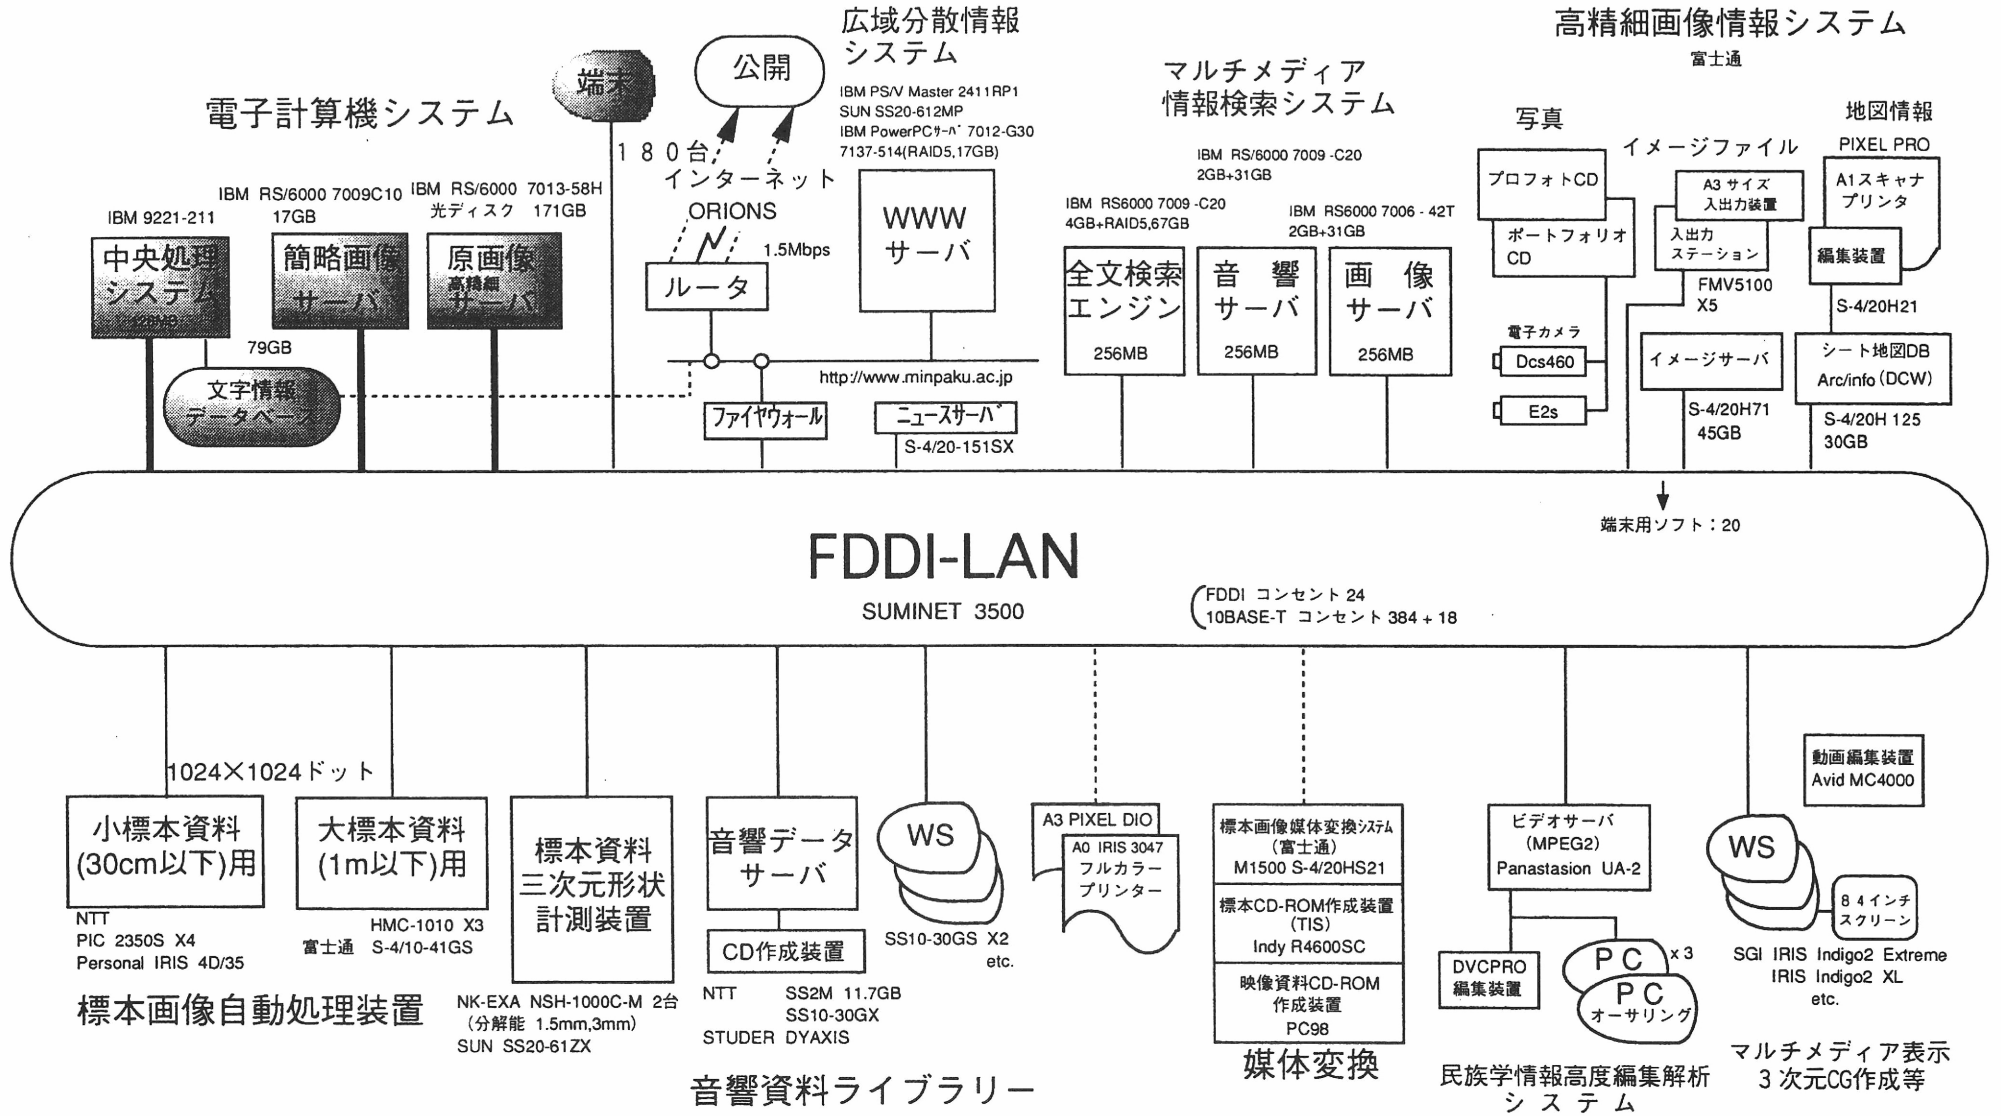 電子計算機システム
IBM 9221-211
中央処理
システム
128MB
IBM RS/6000 7009C10
17GB
簡略画像
サーバ
IBM RS/6000 7013-58H
光ディスク 171GB
原画像
高精細
サーバ
79GB
文字情報
データベース
端末
180台
公開
インターネット
ORIONS
1.5Mbps
ルータ
広域分散情報
システム
IBM PS/V Master 2411RP1
SUN SS20-612MP
IBM PowerPCｻｰﾊﾞ 7012-G30
7137-514(RAID5,17GB)
WWW
サーバ
http://www.minpaku.ac.jp
ファイヤウォール
ニュースサーバ
S-4/20-151SX
マルチメディア
情報検索システム
IBM RS/6000 7009 -C20
2GB+31GB
IBM RS6000 7009 -C20
4GB+RAID5,67GB
IBM RS6000 7006 - 42T
2GB+31GB
全文検索
エンジン
256MB
音 響
サーバ
256MB
画 像
サーバ
256MB
高精細画像情報システム
富士通
写真
プロフォトCD
ポートフォリオ
CD
電子カメラ
Dcs460
E2s
イメージファイル
A3 サイズ
入出力装置
入出力
ステーション
FMV5100
X5
イメージサーバ
S-4/20H71
45GB
地図情報
PIXEL PRO
A1スキャナ
プリンタ
編集装置
S-4/20H21
シート地図DB
Arc/info (DCW)
S-4/20H 125
30GB
端末用ソフト：20
FDDI-LAN
SUMINET 3500
FDDI コンセント 24
10BASE-T コンセント 384 + 18
1024×1024ドット
小標本資料
(30cm以下)用
NTT
PIC 2350S X4
Personal IRIS 4D/35
大標本資料
(1m以下)用
HMC-1010 X3
富士通 S-4/10-41GS
標本画像自動処理装置
標本資料
三次元形状
計測装置
NK-EXA NSH-1000C-M 2台
（分解能 1.5mm,3mm）
SUN SS20-61ZX
音響データ
サーバ
CD作成装置
NTT SS2M 11.7GB
SS10-30GX
STUDER DYAXIS
音響資料ライブラリー
WS
SS10-30GS X2
etc.
A3 PIXEL DIO
A0 IRIS 3047
フルカラー
プリンター
標本画像媒体変換ｼｽﾃﾑ
(富士通)
M1500 S-4/20HS21
標本CD-ROM作成装置
(TIS)
Indy R4600SC
映像資料CD-ROM
作成装置
PC98
媒体変換
ビデオサーバ
(MPEG2)
Panastasion UA-2
DVCPRO
編集装置
PC
x 3
PC
オーサリング
民族学情報高度編集解析
システム
動画編集装置
Avid MC4000
WS
84インチ
スクリーン
SGI IRIS Indigo2 Extreme
IRIS Indigo2 XL
etc.
マルチメディア表示
3次元CG作成等